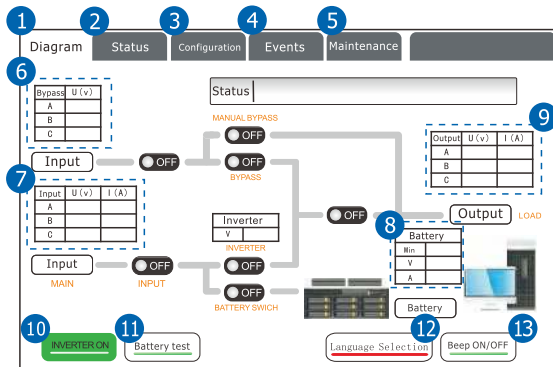 1 2 3 4 5
Diagram Status Configuration Events Maintenance
6
Bypass U(v)
A
B
C
Status
9
Output U(v) I(A)
A
B
C
MANUAL BYPASS
OFF
Input OFF OFF
BYPASS
7
Input U(v) I(A)
A
B
C
OFF Output LOAD
Inverter
V
INVERTER
8
Battery
Min
V
A
Input OFF OFF
MAIN INPUT
OFF
BATTERY SWICH
Battery
10 11 12 13
INVERTER ON Battery test Language Selection Beep ON/OFF